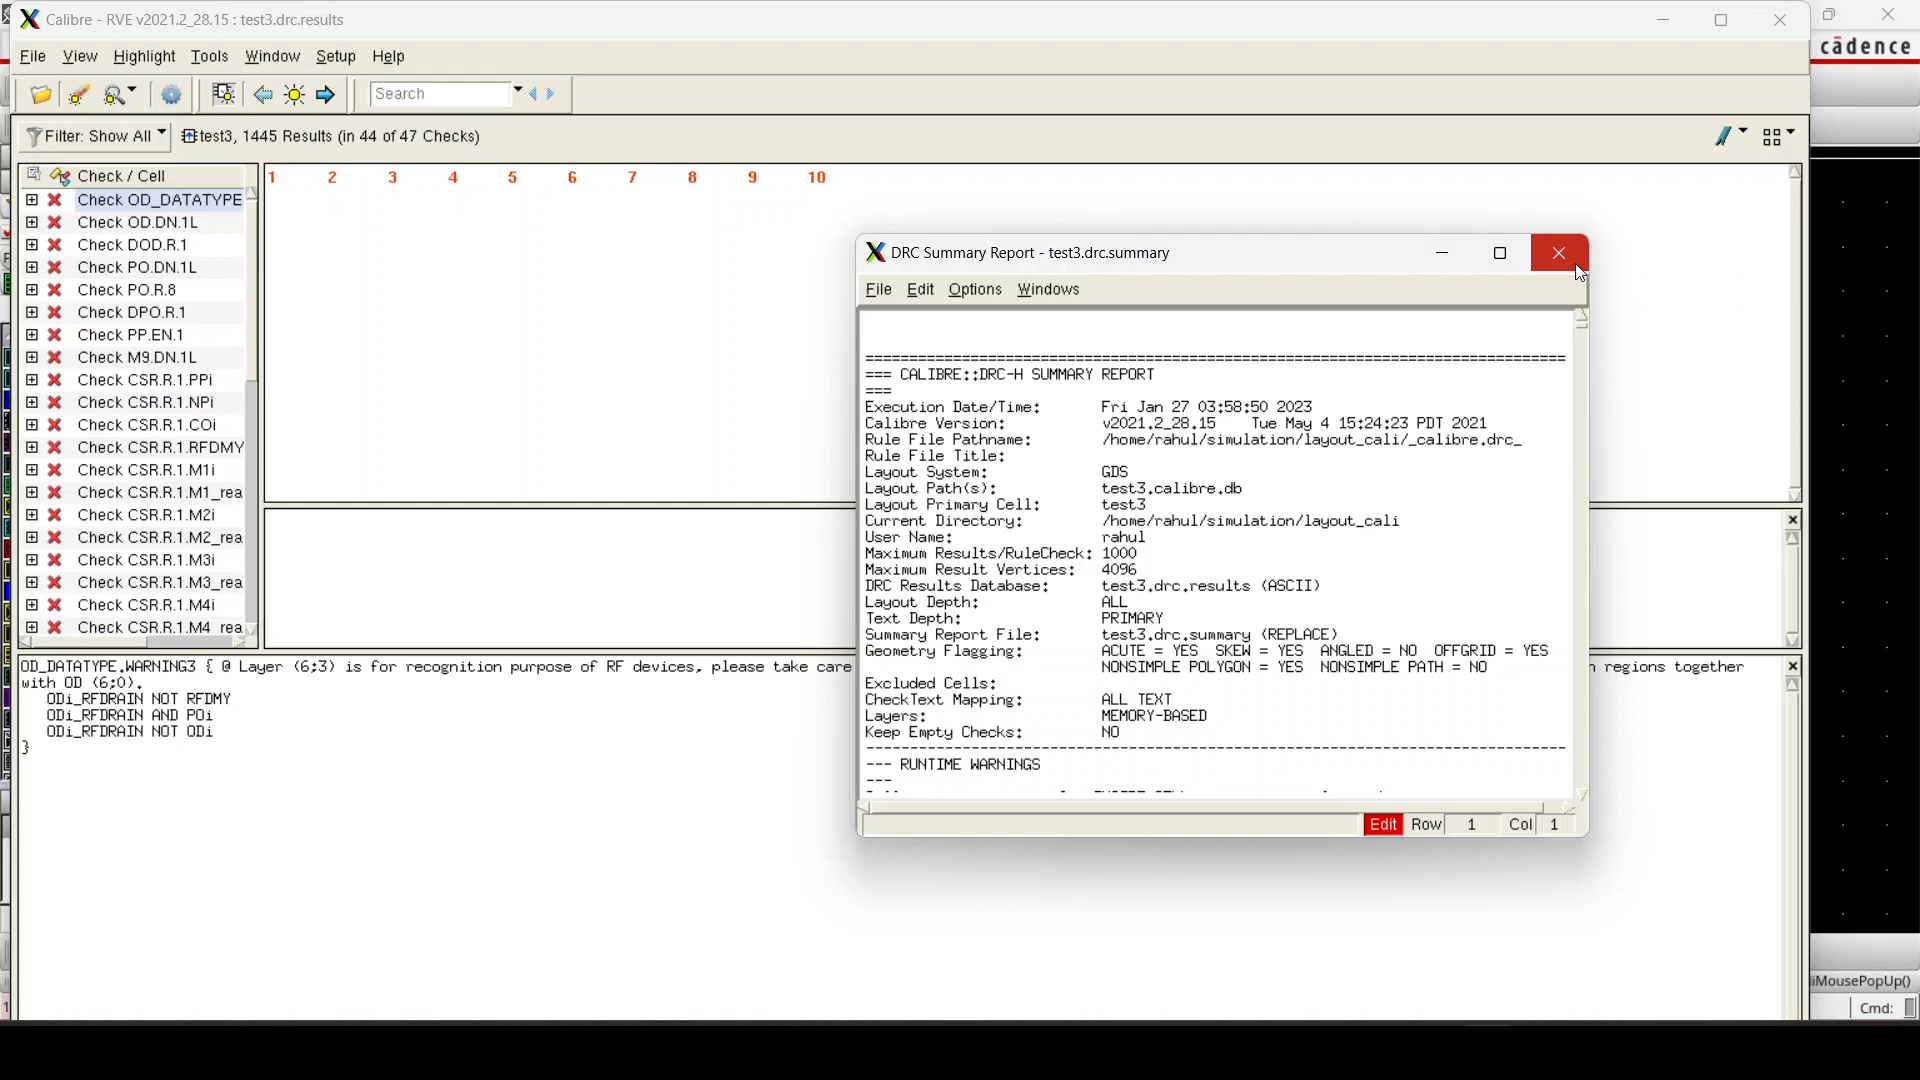 Calibre - RVE v2021.2_28.15 : test3.drc.results
cādence
File View Highlight Tools Window Setup Help
Search
Filter: Show All test3, 1445 Results (in 44 of 47 Checks)
Check / Cell
Check OD_DATATYPE
Check OD.DN.1L
Check DOD.R.1
Check PO.DN.1L
Check PO.R.8
Check DPO.R.1
Check PP.EN.1
Check M9.DN.1L
Check CSR.R.1.PPi
Check CSR.R.1.NPi
Check CSR.R.1.COi
Check CSR.R.1.RFDMY
Check CSR.R.1.M1i
Check CSR.R.1.M1_rea
Check CSR.R.1.M2i
Check CSR.R.1.M2_rea
Check CSR.R.1.M3i
Check CSR.R.1.M3_rea
Check CSR.R.1.M4i
Check CSR.R.1.M4_rea
1 2 3 4 5 6 7 8 9 10
DRC Summary Report - test3.drc.summary
File Edit Options Windows
==================================================================================
=== CALIBRE::DRC-H SUMMARY REPORT
===
Execution Date/Time: Fri Jan 27 03:58:50 2023
Calibre Version: v2021.2_28.15 Tue May 4 15:24:23 PDT 2021
Rule File Pathname: /home/rahul/simulation/layout_cali/_calibre.drc_
Rule File Title:
Layout System: GDS
Layout Path(s): test3.calibre.db
Layout Primary Cell: test3
Current Directory: /home/rahul/simulation/layout_cali
User Name: rahul
Maximum Results/RuleCheck: 1000
Maximum Result Vertices: 4096
DRC Results Database: test3.drc.results (ASCII)
Layout Depth: ALL
Text Depth: PRIMARY
Summary Report File: test3.drc.summary (REPLACE)
Geometry Flagging: ACUTE = YES SKEW = YES ANGLED = NO OFFGRID = YES
NONSIMPLE POLYGON = YES NONSIMPLE PATH = NO
Excluded Cells:
CheckText Mapping: ALL TEXT
Layers: MEMORY-BASED
Keep Empty Checks: NO
----------------------------------------------------------------------------------
--- RUNTIME WARNINGS
---
Edit Row 1 Col 1
OD_DATATYPE.WARNING3 { @ Layer (6;3) is for recognition purpose of RF devices, please take care
regions together
with OD (6;0).
ODi_RFDRAIN NOT RFDMY
ODi_RFDRAIN AND POi
ODi_RFDRAIN NOT ODi
}
iMousePopUp()
Cmd: